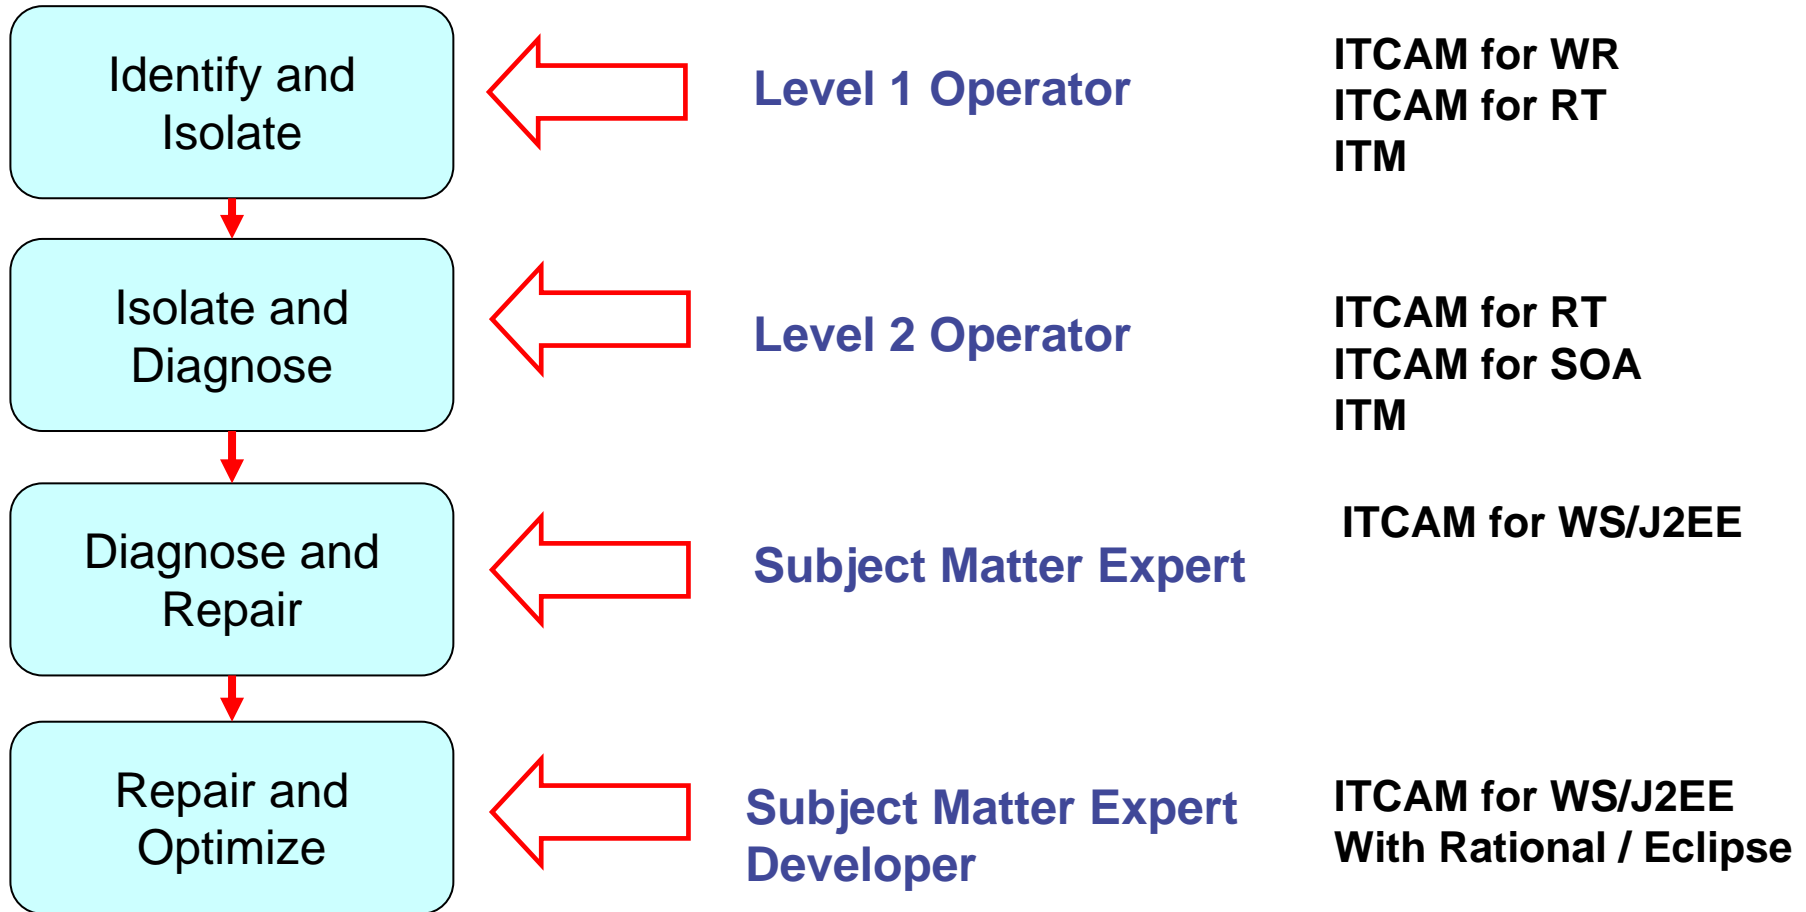 Identify and
Isolate
Level 1 Operator
ITCAM for WR
ITCAM for RT
ITM
Isolate and
Diagnose
Level 2 Operator
ITCAM for RT
ITCAM for SOA
ITM
Diagnose and
Repair
Subject Matter Expert
ITCAM for WS/J2EE
Repair and
Optimize
Subject Matter Expert
Developer
ITCAM for WS/J2EE
With Rational / Eclipse